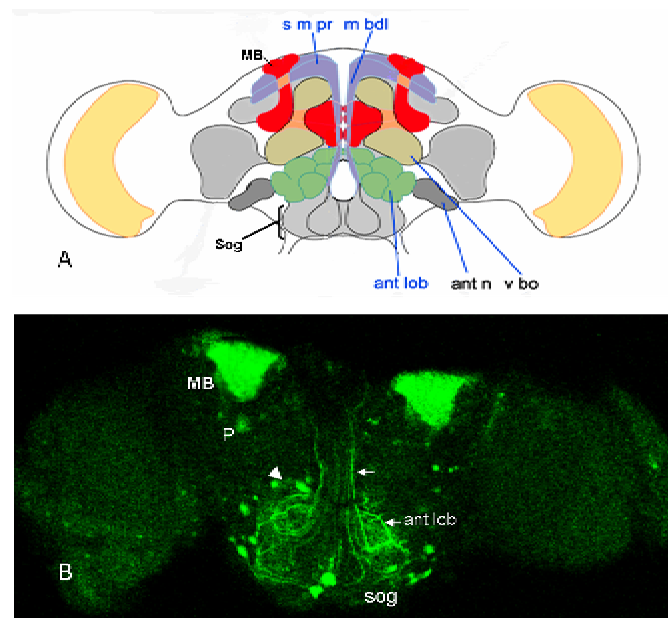 s m pr m bdl
MB
Sog
A
ant lob ant n v bo
MB
P
ant lob
B
sog